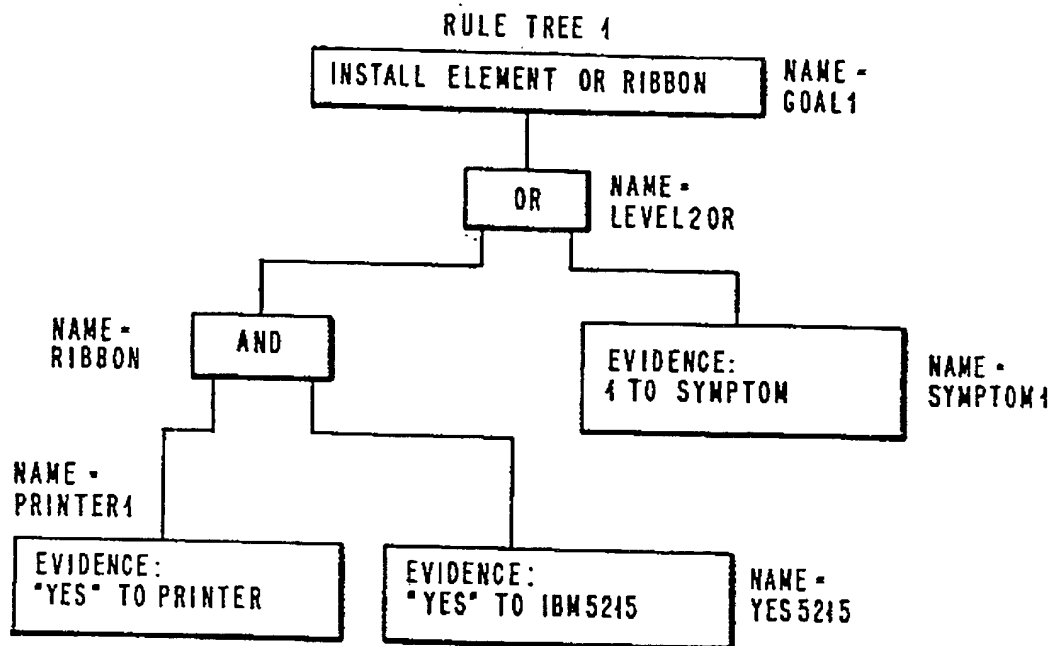 RULE TREE 1
INSTALL ELEMENT OR RIBBON
NAME =
GOAL1
OR
NAME =
LEVEL2OR
NAME =
RIBBON
AND
EVIDENCE:
1 TO SYMPTOM
NAME =
SYMPTOM1
NAME =
PRINTER1
EVIDENCE:
"YES" TO PRINTER
EVIDENCE:
"YES" TO IBM5215
NAME =
YES5215